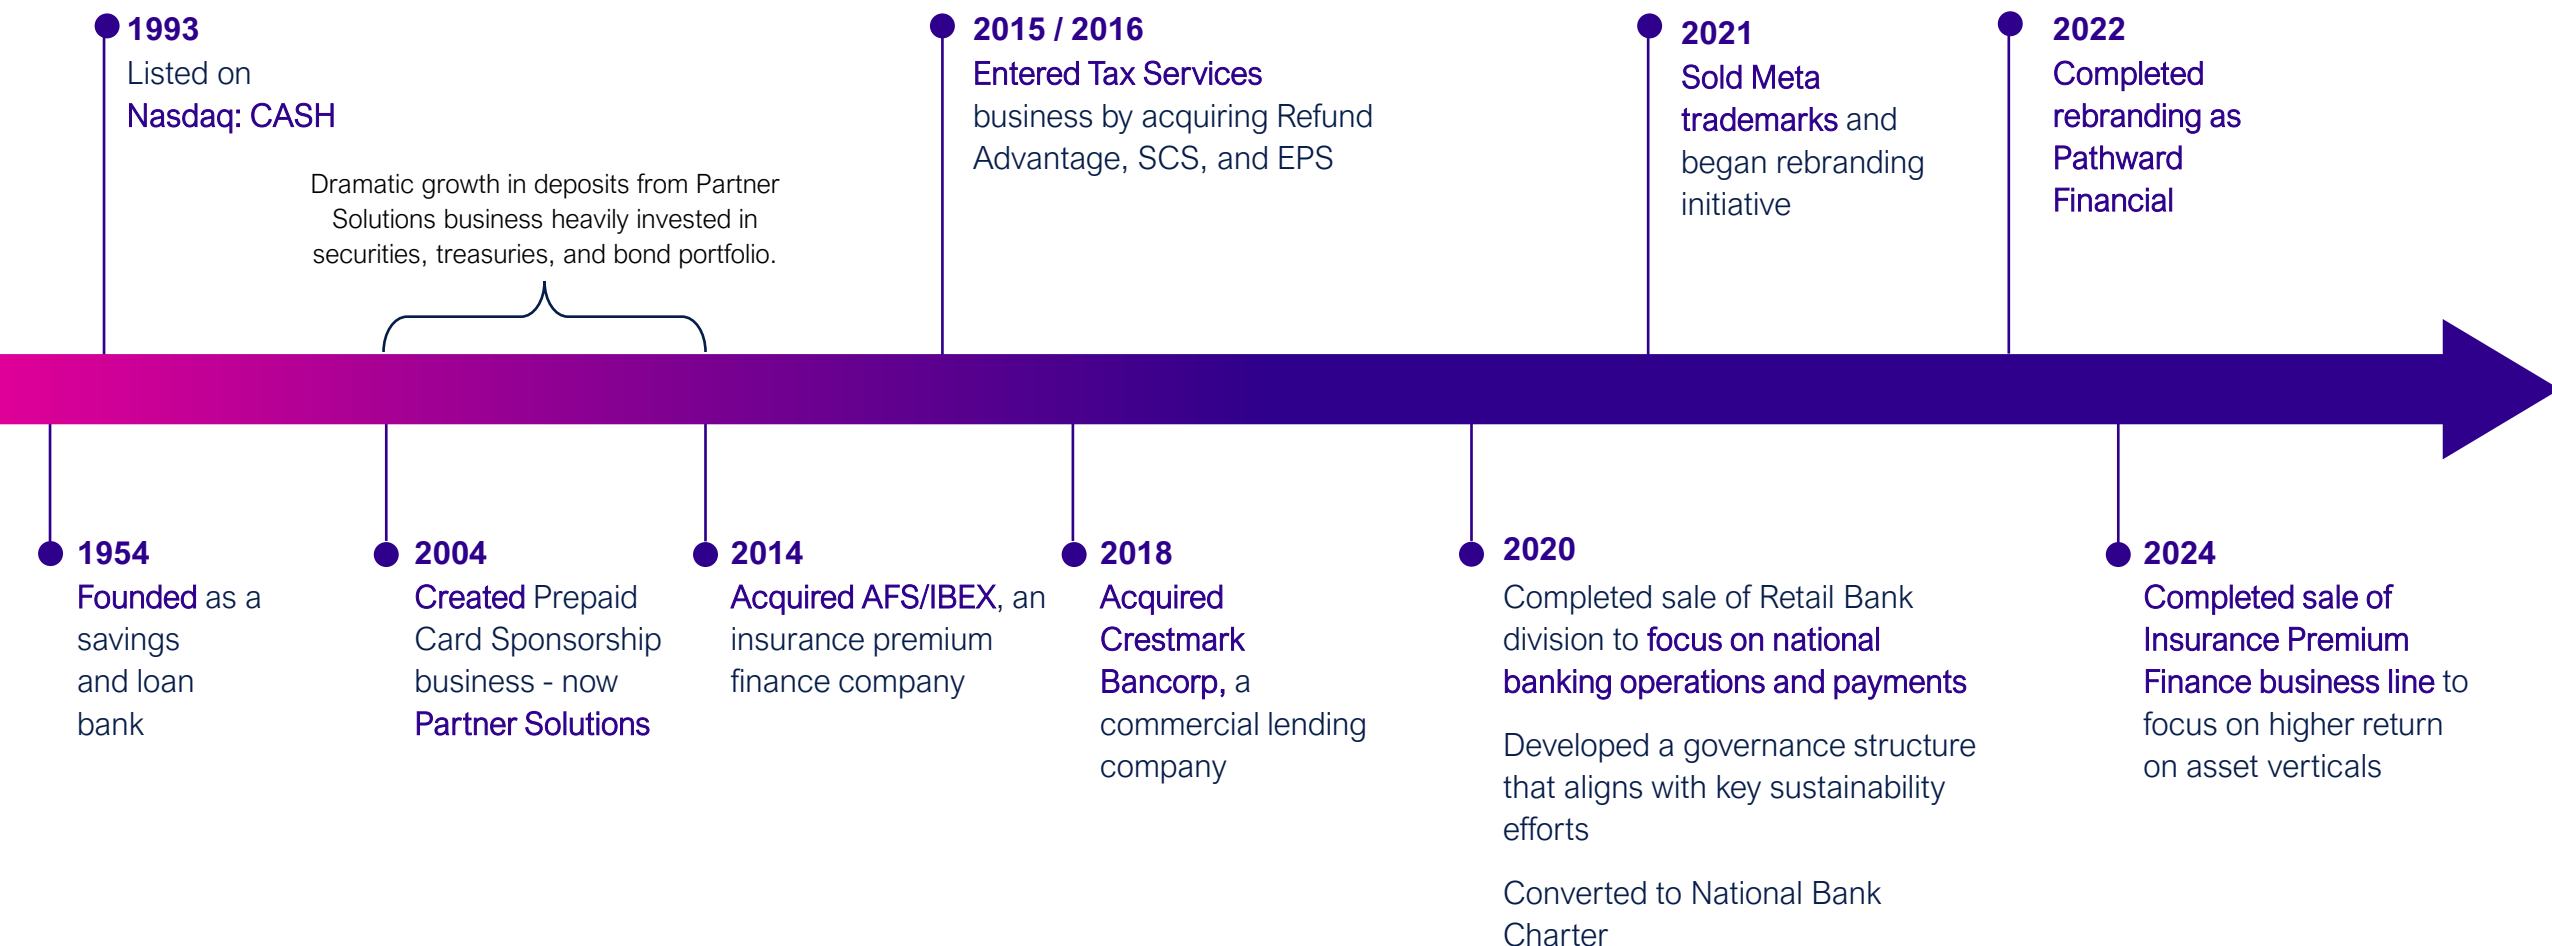 1993
Listed on
Nasdaq: CASH
Dramatic growth in deposits from Partner
Solutions business heavily invested in
securities, treasuries, and bond portfolio.
2015 / 2016
Entered Tax Services
business by acquiring Refund
Advantage, SCS, and EPS
2021
Sold Meta
trademarks and
began rebranding
initiative
2022
Completed
rebranding as
Pathward
Financial
1954
Founded as a
savings
and loan
bank
2004
Created Prepaid
Card Sponsorship
business - now
Partner Solutions
2014
Acquired AFS/IBEX, an
insurance premium
finance company
2018
Acquired
Crestmark
Bancorp, a
commercial lending
company
2020
Completed sale of Retail Bank
division to focus on national
banking operations and payments
Developed a governance structure
that aligns with key sustainability
efforts
Converted to National Bank
Charter
2024
Completed sale of
Insurance Premium
Finance business line to
focus on higher return
on asset verticals